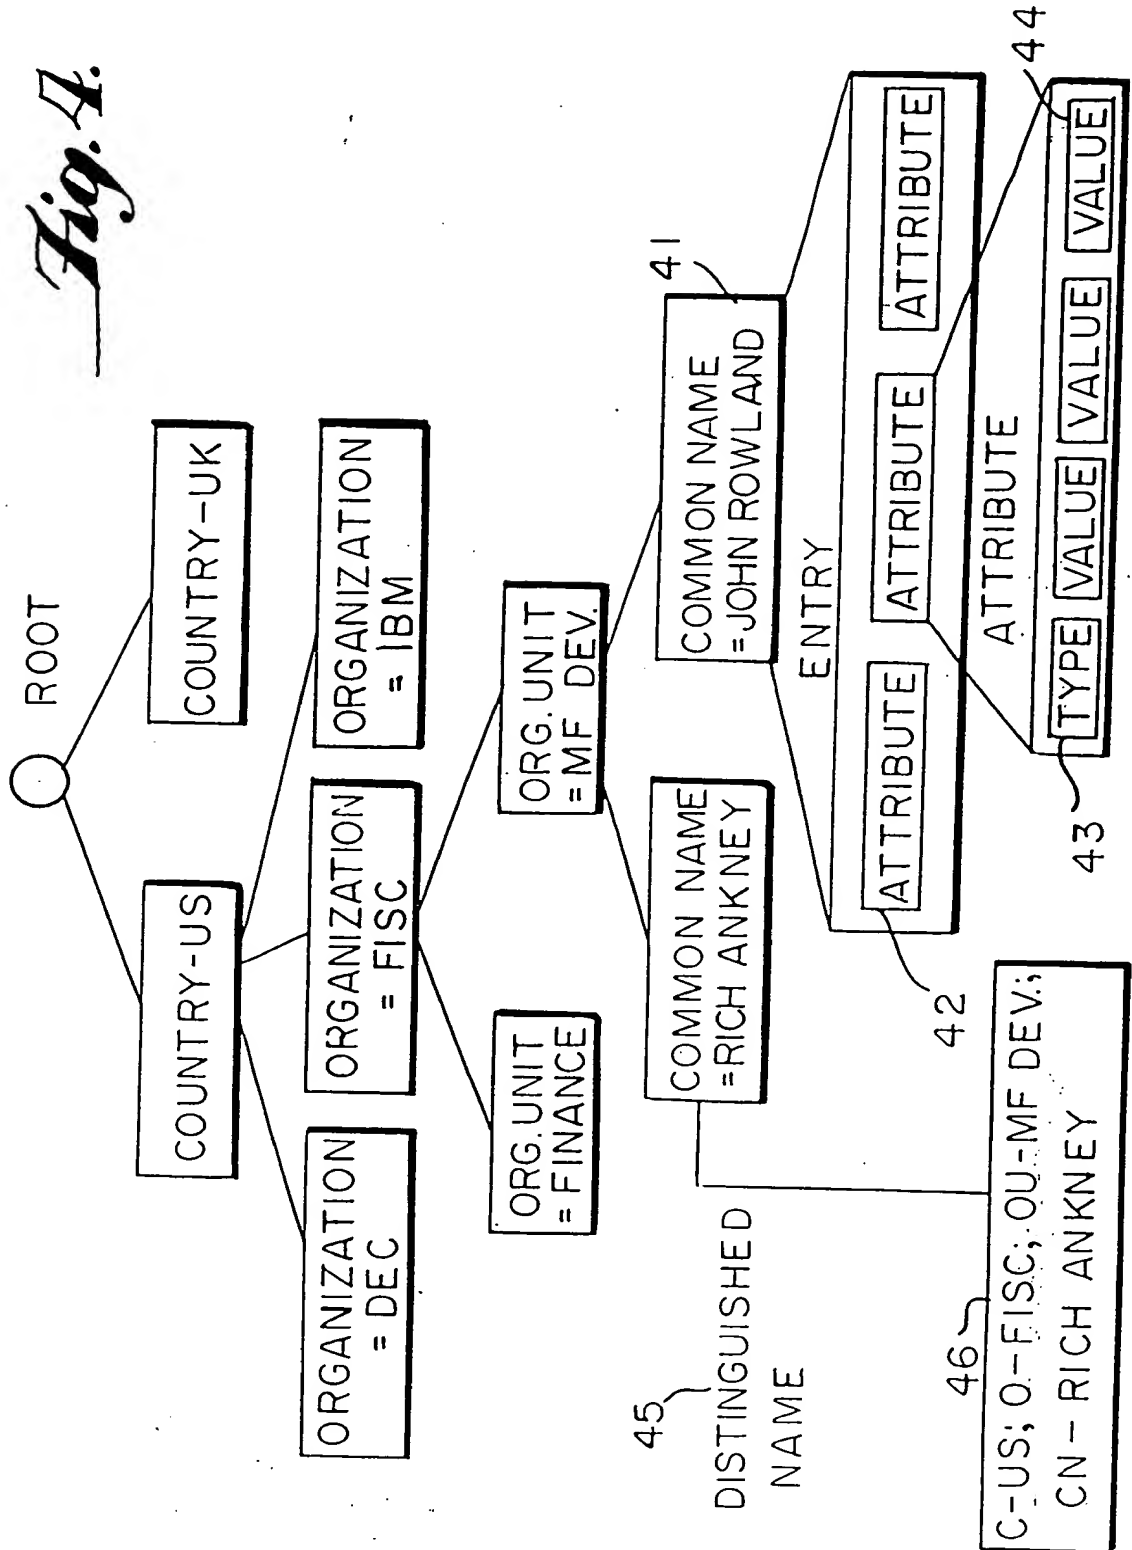 Fig. 4.
ROOT
COUNTRY-US
COUNTRY-UK
ORGANIZATION
= DEC
ORGANIZATION
= FISC
ORGANIZATION
= IBM
ORG. UNIT
= FINANCE
ORG. UNIT
= MF DEV.
COMMON NAME
=RICH ANKNEY
COMMON NAME
=JOHN ROWLAND
41
45
DISTINGUISHED
NAME
ENTRY
ATTRIBUTE
ATTRIBUTE
ATTRIBUTE
42
ATTRIBUTE
44
43
TYPE
VALUE
VALUE
VALUE
46
C-US; O-FISC; OU-MF DEV.;
CN-RICH ANKNEY